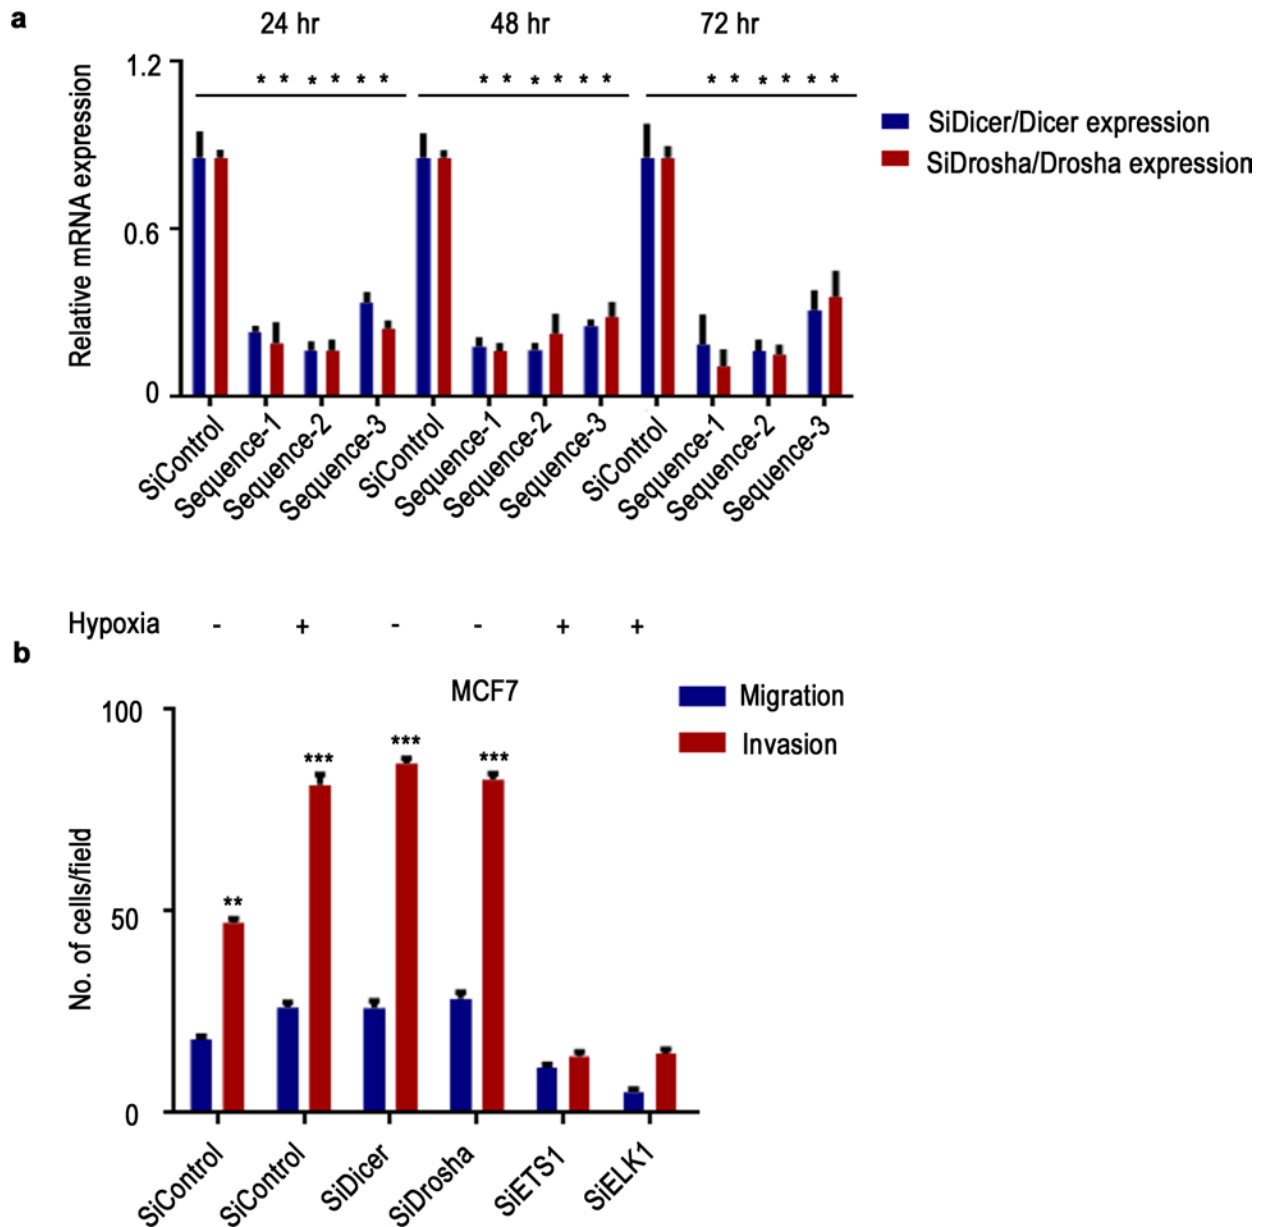 a
24 hr 48 hr 72 hr
1.2
* * * * * * * * * * * * * * * * * *
SiDicer/Dicer expression
SiDrosha/Drosha expression
Relative mRNA expression
0.6
0
SiControl Sequence-1 Sequence-2 Sequence-3 SiControl Sequence-1 Sequence-2 Sequence-3 SiControl Sequence-1 Sequence-2 Sequence-3
Hypoxia - + - - + +
b
MCF7
Migration
Invasion
100
*** *** ***
**
No. of cells/field
50
0
SiControl SiControl SiDicer SiDrosha SiETS1 SiELK1